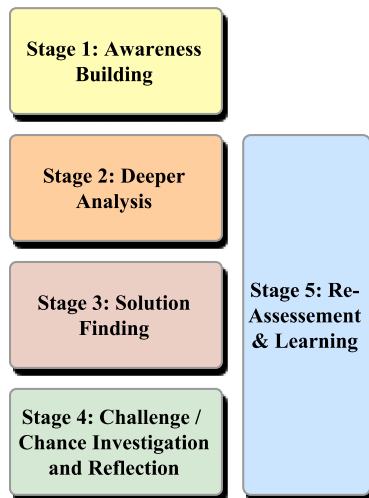 Stage 1: Awareness
Building
Stage 2: Deeper
Analysis
Stage 3: Solution
Finding
Stage 4: Challenge /
Chance Investigation
and Reflection
Stage 5: Re-
Assessement
& Learning